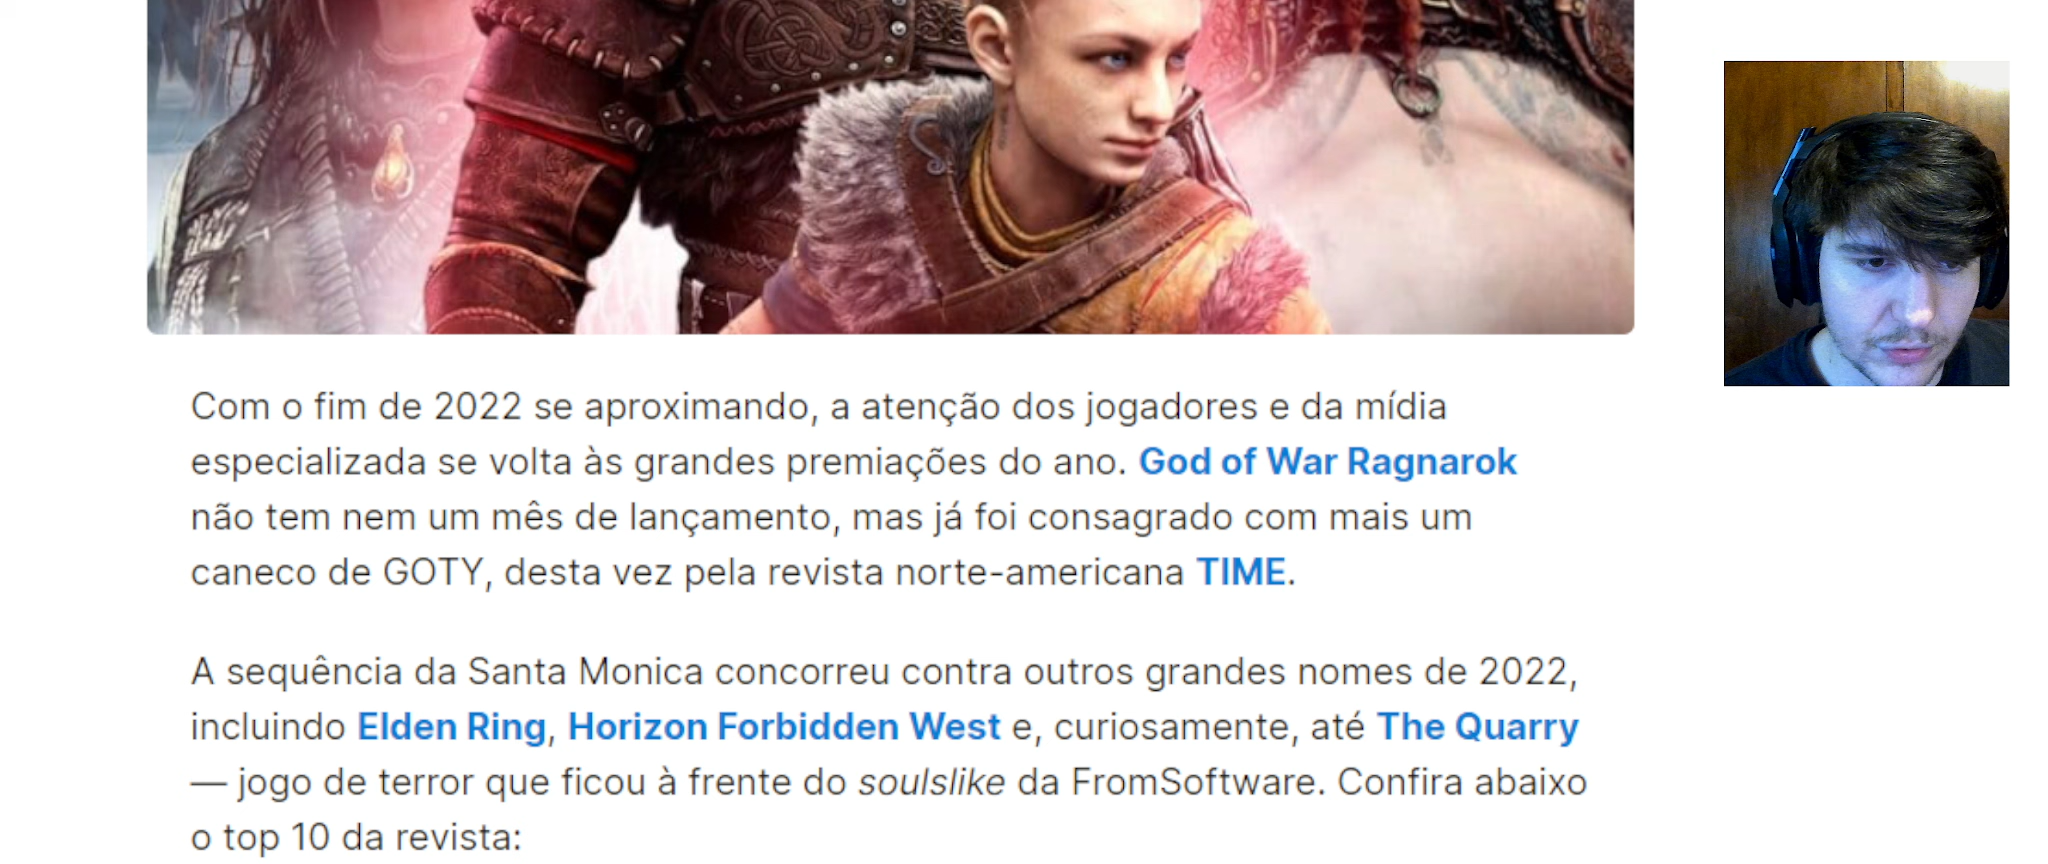 Com o fim de 2022 se aproximando, a atenção dos jogadores e da mídia
especializada se volta às grandes premiações do ano. God of War Ragnarok
não tem nem um mês de lançamento, mas já foi consagrado com mais um
caneco de GOTY, desta vez pela revista norte-americana TIME.
A sequência da Santa Monica concorreu contra outros grandes nomes de 2022,
incluindo Elden Ring, Horizon Forbidden West e, curiosamente, até The Quarry
— jogo de terror que ficou à frente do soulslike da FromSoftware. Confira abaixo
o top 10 da revista: